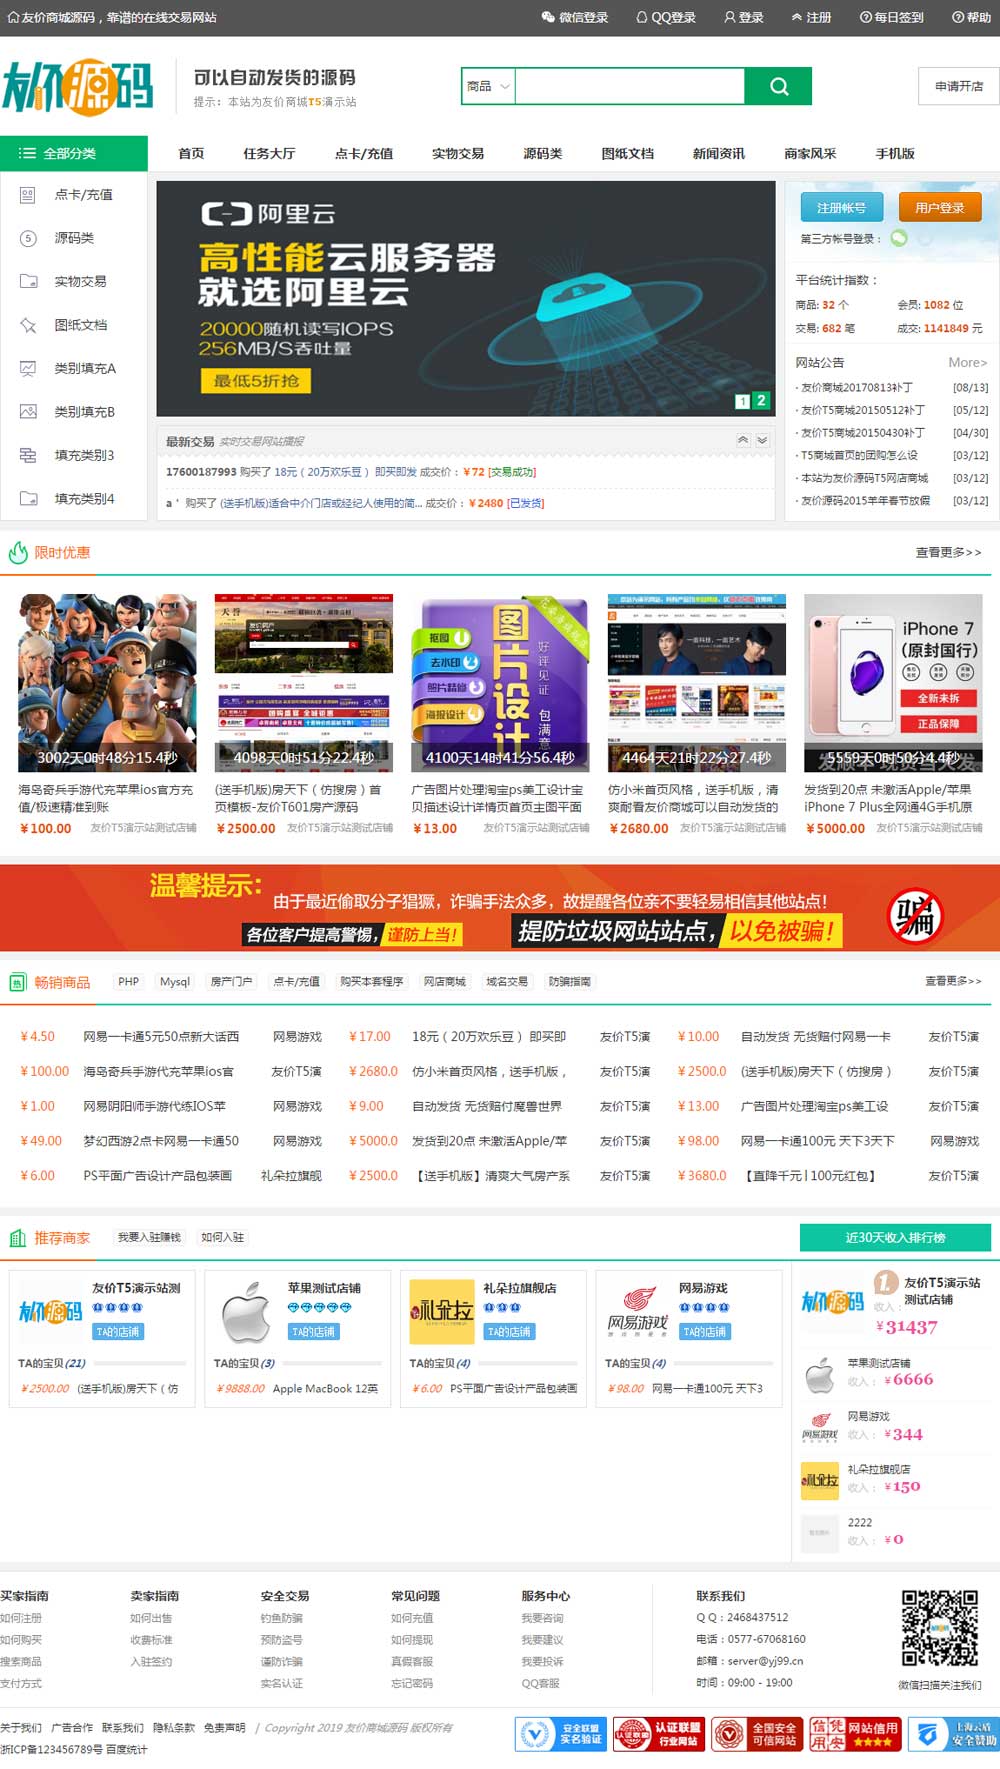 友价商城源码，靠谱的在线交易网站 微信登录 QQ登录 登录 注册 每日签到 帮助
友价源码
可以自动发货的源码
提示：本站为友价商城T5演示站
商品
申请开店
全部分类 首页 任务大厅 点卡/充值 实物交易 源码类 图纸文档 新闻资讯 商家风采 手机版
点卡/充值
源码类
实物交易
图纸文档
类别填充A
类别填充B
填充类别3
填充类别4
阿里云
高性能云服务器
就选阿里云
20000随机读写IOPS
256MB/S吞吐量
最低5折抢
1 2
最新交易 实时交易网站播报
17600187993 购买了 18元（20万欢乐豆）即买即发 成交价：￥72 [交易成功]
a＇ 购买了 (送手机版)适合中介门店或经纪人使用的简... 成交价：￥2480 [已发货]
注册帐号 用户登录
第三方帐号登录：
平台统计指数：
商品: 32 个 会员: 1082 位
交易: 682 笔 成交: 1141849 元
网站公告 More>
· 友价商城20170813补丁 [08/13]
· 友价T5商城20150512补丁 [05/12]
· 友价T5商城20150430补丁 [04/30]
· T5商城首页的团购怎么设 [03/12]
· 本站为友价源码T5网店商城 [03/12]
· 友价源码2015羊年春节放假 [03/12]
限时优惠 查看更多>>
天誉
抠图
去水印
照片精修
海报设计
图片设计
好评见证 包满意
iPhone 7
(原封国行)
全新未拆
正品保障
3002天0时48分15.4秒
4098天0时51分22.4秒
4100天14时41分56.4秒
4464天21时22分27.4秒
5559天0时50分4.4秒
海岛奇兵手游代充苹果ios官方充值/极速精准到账
￥100.00 友价T5演示站测试店铺
(送手机版)房天下（仿搜房）首页模板-友价T601房产源码
￥2500.00 友价T5演示站测试店铺
广告图片处理淘宝ps美工设计宝贝描述设计详情页首页主图平面
￥13.00 友价T5演示站测试店铺
仿小米首页风格，送手机版，清爽耐看友价商城可以自动发货的
￥2680.00 友价T5演示站测试店铺
发货到20点 未激活Apple/苹果 iPhone 7 Plus全网通4G手机原
￥5000.00 友价T5演示站测试店铺
温馨提示：
由于最近偷取分子猖獗，诈骗手法众多，故提醒各位亲不要轻易相信其他站点！
各位客户提高警惕，谨防上当！ 提防垃圾网站站点，以免被骗！
骗
畅销商品 PHP Mysql 房产门户 点卡/充值 购买本套程序 网店商城 域名交易 防骗指南 查看更多>>
￥4.50 网易一卡通5元50点新大话西 网易游戏 ￥17.00 18元（20万欢乐豆）即买即 友价T5演 ￥10.00 自动发货 无货赔付网易一卡 友价T5演
￥100.00 海岛奇兵手游代充苹果ios官 友价T5演 ￥2680.0 仿小米首页风格，送手机版， 友价T5演 ￥2500.0 (送手机版)房天下（仿搜房） 友价T5演
￥1.00 网易阴阳师手游代练IOS苹 网易游戏 ￥9.00 自动发货 无货赔付魔兽世界 友价T5演 ￥13.00 广告图片处理淘宝ps美工设 友价T5演
￥49.00 梦幻西游2点卡网易一卡通50 网易游戏 ￥5000.0 发货到20点 未激活Apple/苹 友价T5演 ￥98.00 网易一卡通100元 天下3天下 网易游戏
￥6.00 PS平面广告设计产品包装画 礼朵拉旗舰 ￥2500.0 【送手机版】清爽大气房产系 友价T5演 ￥3680.0 【直降千元|100元红包】 友价T5演
推荐商家 我要入驻赚钱 如何入驻 近30天收入排行榜
友价源码
友价T5演示站测
TA的店铺
TA的宝贝(21)
￥2500.00 (送手机版)房天下（仿
苹果测试店铺
TA的店铺
TA的宝贝(3)
￥9888.00 Apple MacBook 12英
礼朵拉
礼朵拉旗舰店
TA的店铺
TA的宝贝(4)
￥6.00 PS平面广告设计产品包装画
网易游戏
网易游戏
TA的店铺
TA的宝贝(4)
￥98.00 网易一卡通100元 天下3
友价源码
1. 友价T5演示站测试店铺
收入：
￥31437
苹果测试店铺
收入：￥6666
网易游戏
网易游戏
收入：￥344
礼朵拉
礼朵拉旗舰店
收入：￥150
2222
收入：￥0
买家指南 卖家指南 安全交易 常见问题 服务中心 联系我们
如何注册 如何出售 钓鱼防骗 如何充值 我要咨询 Q Q：2468437512
如何购买 收费标准 预防盗号 如何提现 我要建议 电话：0577-67068160
搜索商品 入驻签约 谨防诈骗 真假客服 我要投诉 邮箱：server@yj99.cn
支付方式 实名认证 忘记密码 QQ客服 时间：09:00 - 19:00
微信扫描关注我们
关于我们 广告合作 联系我们 隐私条款 免责声明 / Copyright 2019 友价商城源码 版权所有
浙ICP备123456789号 百度统计
安全联盟
实名验证
认证联盟
行业网站
全国安全
可信网站
信用凭安
网站信用
上海云盾
安全赞助